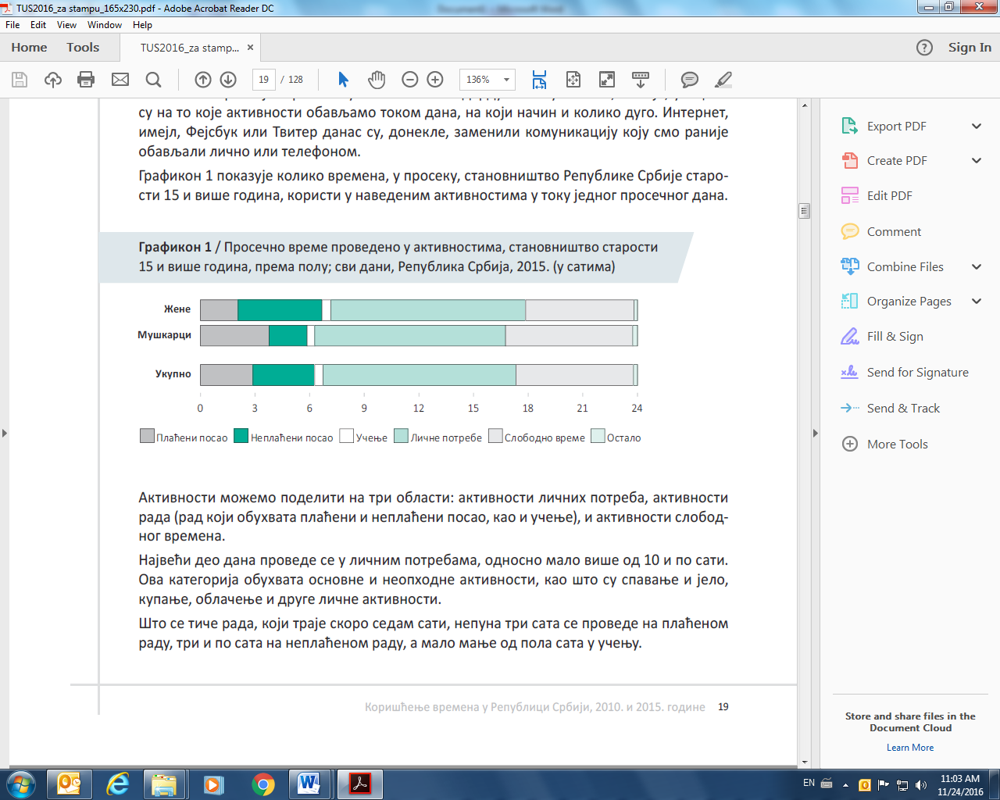 TUS2016_za stampu_165x230.pdf - Adobe Acrobat Reader DC
File Edit View Window Help
Home Tools TUS2016_za stamp... × Sign In
19 / 128 136%
су на то које активности обављамо током дана, на који начин и колико дуго. Интернет,
имејл, Фејсбук или Твитер данас су, донекле, заменили комуникацију коју смо раније
обављали лично или телефоном.
Графикон 1 показује колико времена, у просеку, становништво Републике Србије старо-
сти 15 и више година, користи у наведеним активностима у току једног просечног дана.
Графикон 1 / Просечно време проведено у активностима, становништво старости
15 и више година, према полу; сви дани, Република Србија, 2015. (у сатима)
Жене
Мушкарци
Укупно
0 3 6 9 12 15 18 21 24
Плаћени посао Неплаћени посао Учење Личне потребе Слободно време Остало
Активности можемо поделити на три области: активности личних потреба, активности
рада (рад који обухвата плаћени и неплаћени посао, као и учење), и активности слобод-
ног времена.
Највећи део дана проведе се у личним потребама, односно мало више од 10 и по сати.
Ова категорија обухвата основне и неопходне активности, као што су спавање и јело,
купање, облачење и друге личне активности.
Што се тиче рада, који траје скоро седам сати, непуна три сата се проведе на плаћеном
раду, три и по сата на неплаћеном раду, а мало мање од пола сата у учењу.
Коришћење времена у Републици Србији, 2010. и 2015. године 19
Export PDF
Create PDF
Edit PDF
Comment
Combine Files
Organize Pages
Fill & Sign
Send for Signature
Send & Track
More Tools
Store and share files in the
Document Cloud
Learn More
EN
11:03 AM
11/24/2016